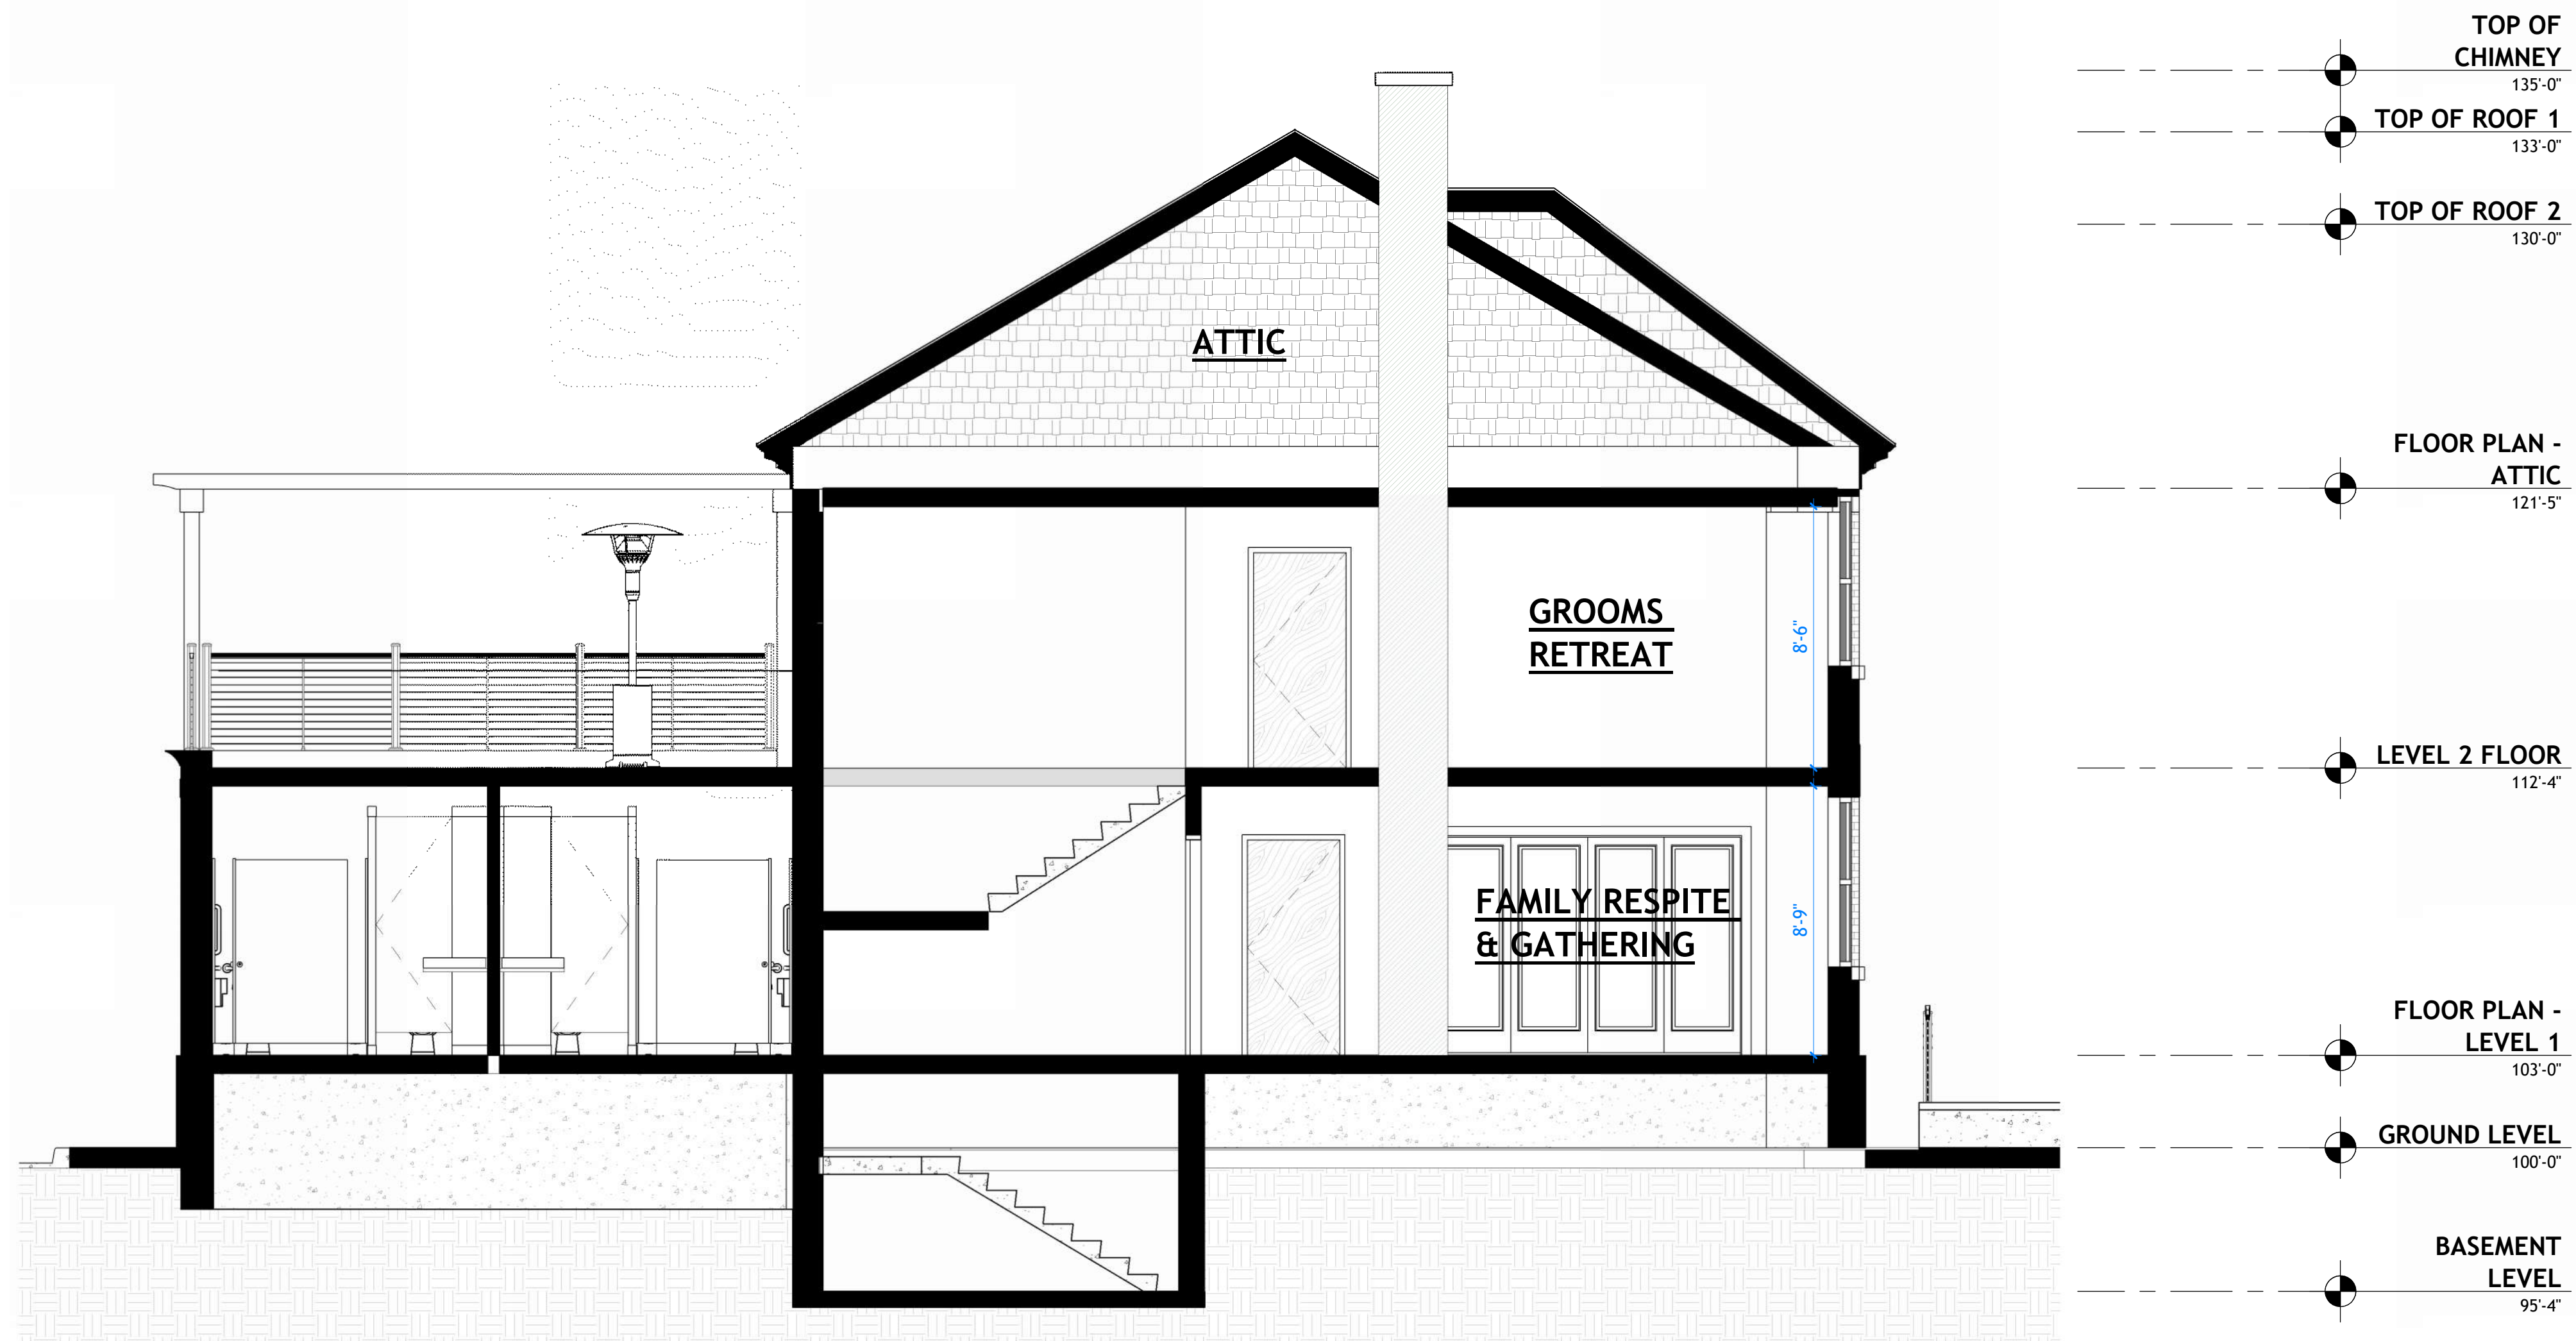 TOP OF
CHIMNEY
135'-0"
TOP OF ROOF 1
133'-0"
TOP OF ROOF 2
130'-0"
ATTIC
FLOOR PLAN -
ATTIC
121'-5"
GROOMS
RETREAT
8'-6"
LEVEL 2 FLOOR
112'-4"
FAMILY RESPITE
& GATHERING
8'-9"
FLOOR PLAN -
LEVEL 1
103'-0"
GROUND LEVEL
100'-0"
BASEMENT
LEVEL
95'-4"